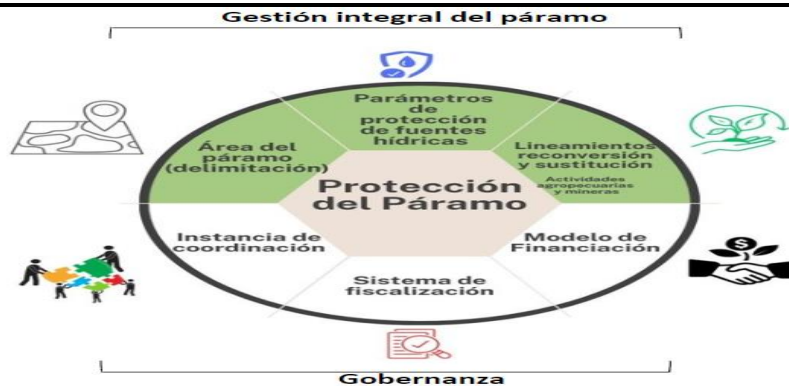 Gestión integral del páramo
Parámetros
de
protección
de fuentes
hídricas
Área del
páramo
(delimitación)
Lineamientos
reconversión
y sustitución
Actividades
agropecuarias
y mineras
Protección
del Páramo
Instancia de
coordinación
Modelo de
Financiación
Sistema de
fiscalización
$
Gobernanza